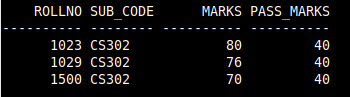 ROLLNO SUB_CODE MARKS PASS_MARKS
---------- -------- ---------- ----------
1023 CS302 80 40
1029 CS302 76 40
1500 CS302 70 40